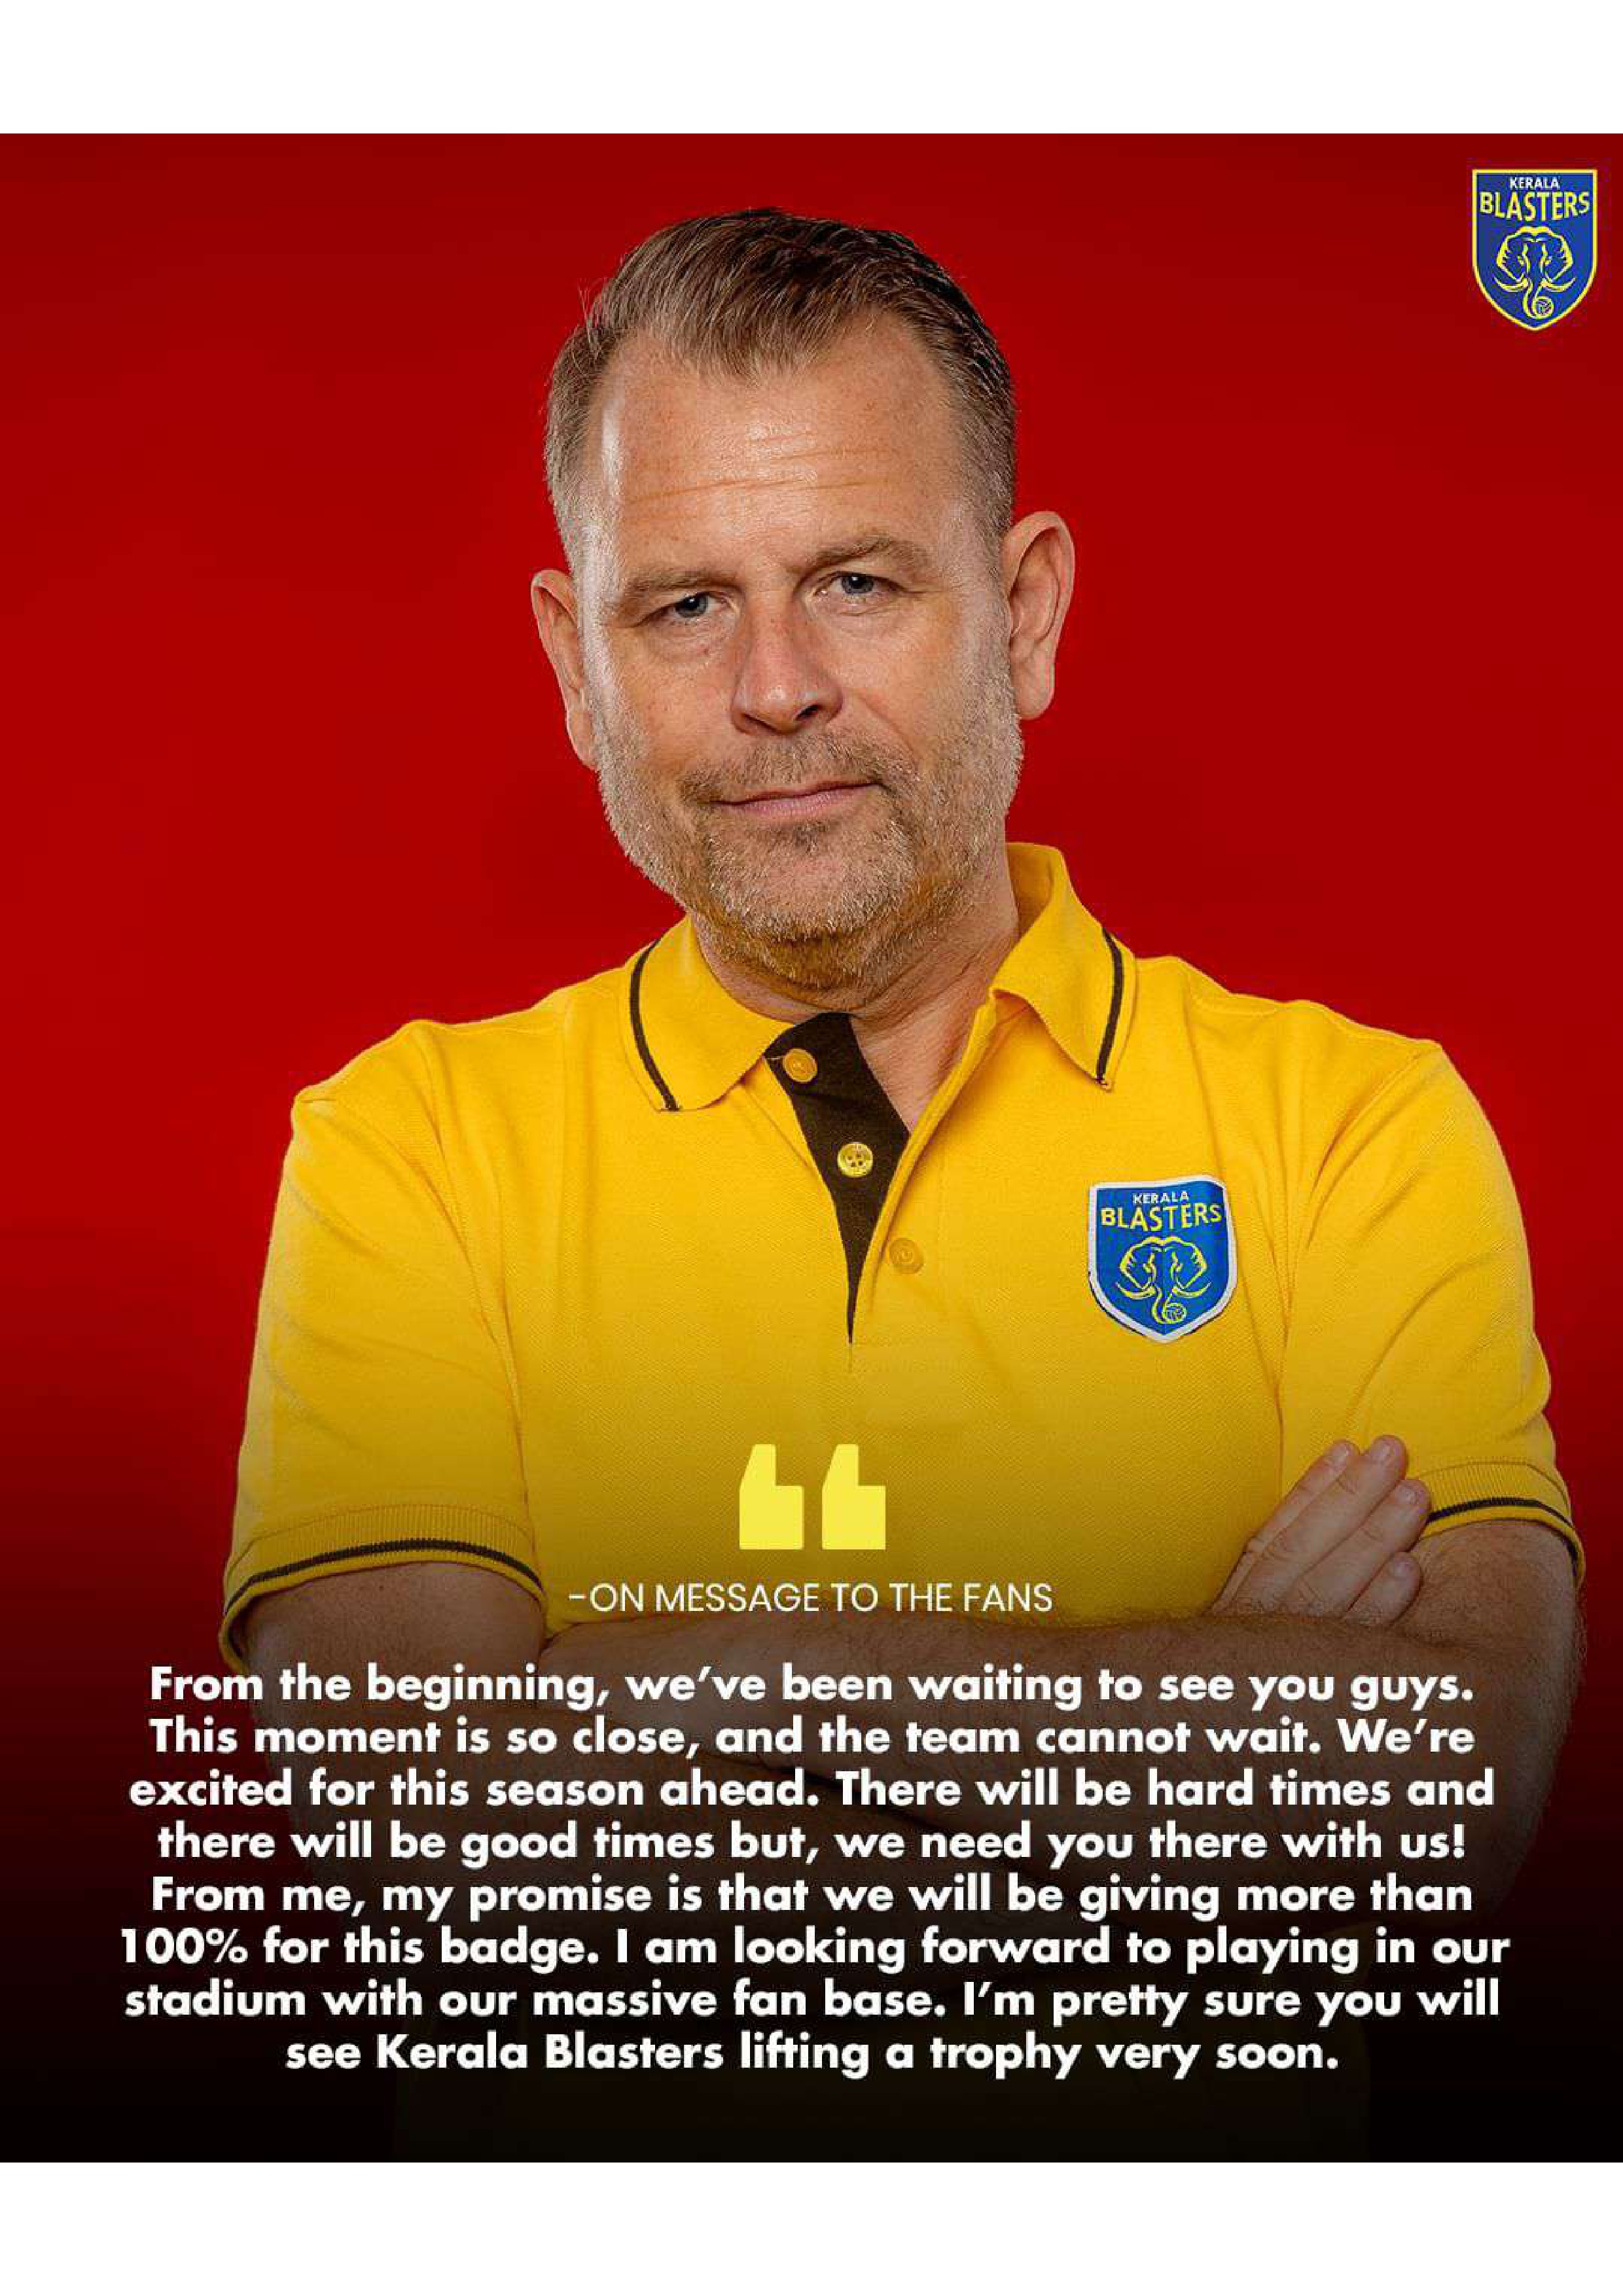 KERALA
BLASTERS
KERALA
BLASTERS
-ON MESSAGE TO THE FANS
From the beginning, we've been waiting to see you guys.
This moment is so close, and the team cannot wait. We're
excited for this season ahead. There will be hard times and
there will be good times but, we need you there with us!
From me, my promise is that we will be giving more than
100% for this badge. I am looking forward to playing in our
stadium with our massive fan base. I'm pretty sure you will
see Kerala Blasters lifting a trophy very soon.